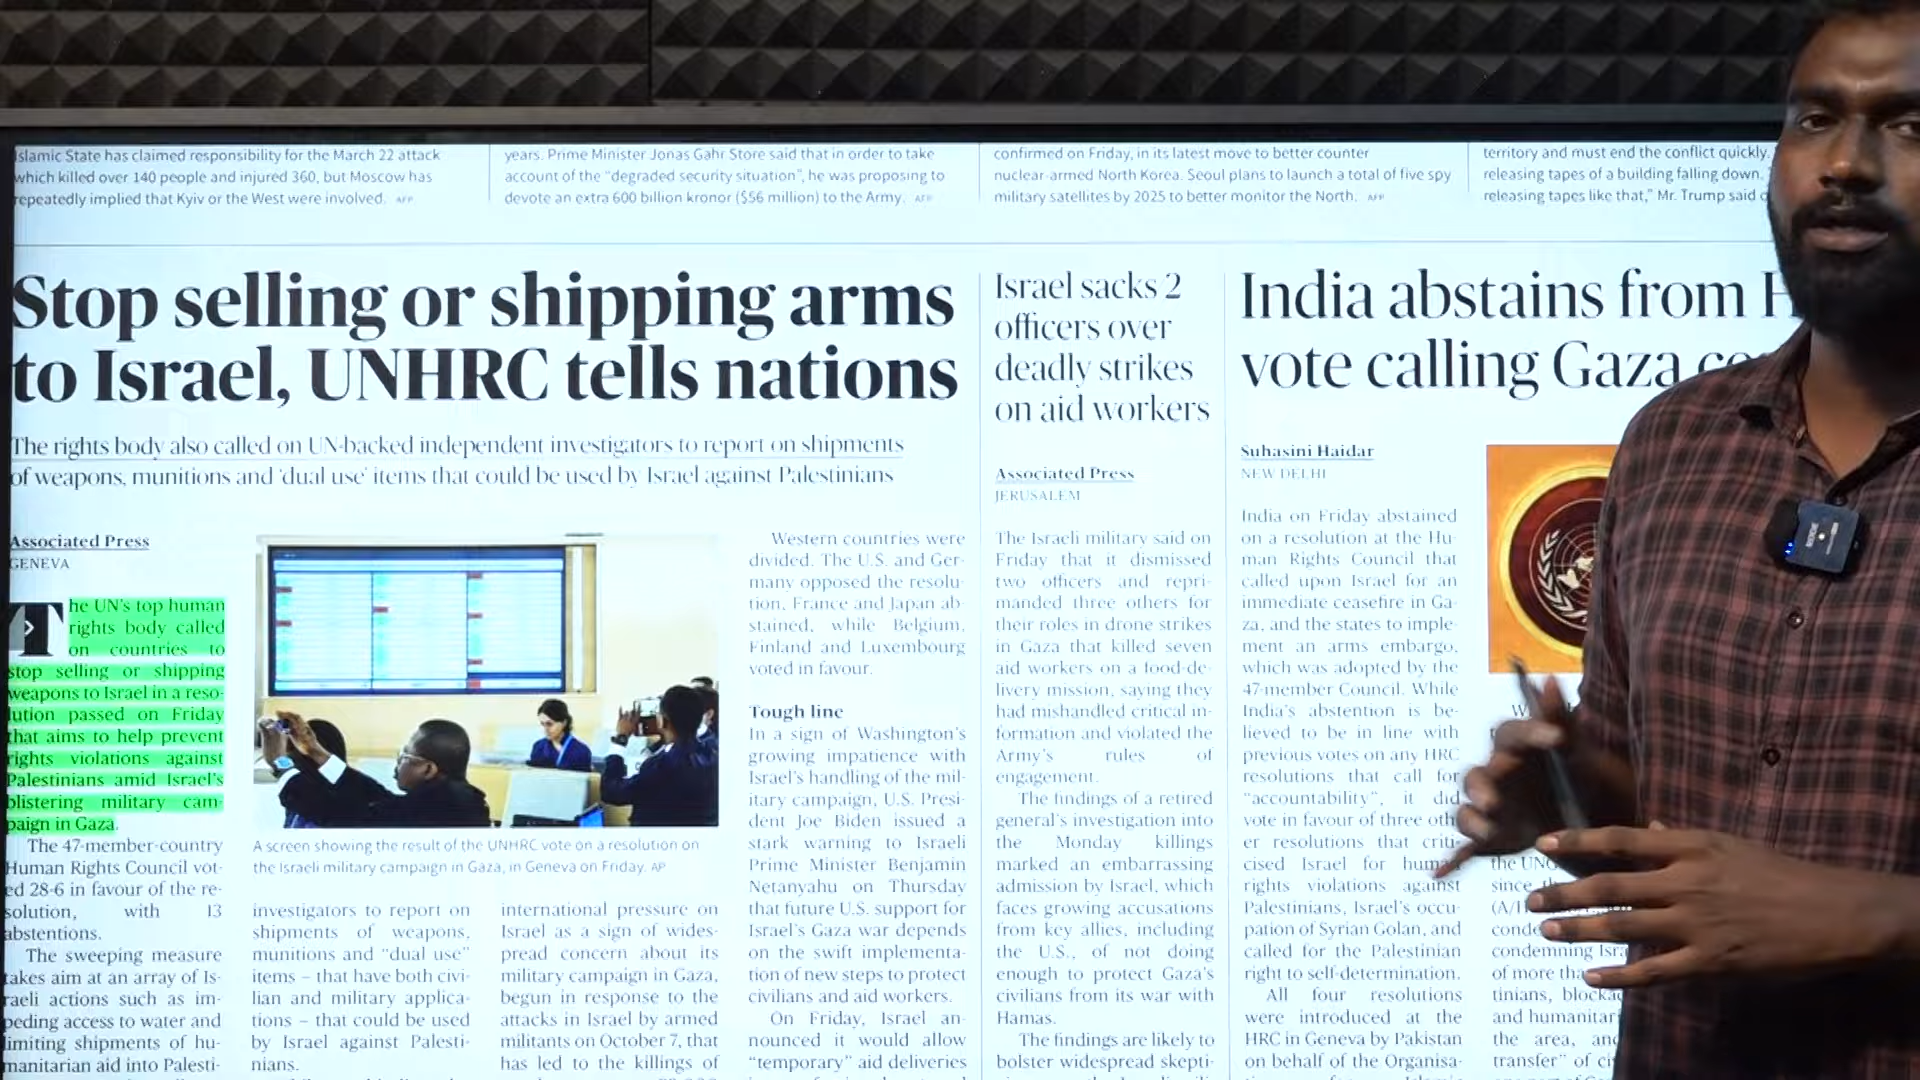 Islamic State has claimed responsibility for the March 22 attack
which killed over 140 people and injured 360, but Moscow has
repeatedly implied that Kyiv or the West were involved. AFP
years. Prime Minister Jonas Gahr Store said that in order to take
account of the “degraded security situation”, he was proposing to
devote an extra 600 billion kronor ($56 million) to the Army. AFP
confirmed on Friday, in its latest move to better counter
nuclear-armed North Korea. Seoul plans to launch a total of five spy
military satellites by 2025 to better monitor the North. AFP
territory and must end the conflict quickly.
releasing tapes of a building falling down.
releasing tapes like that,” Mr. Trump said
Stop selling or shipping arms
to Israel, UNHRC tells nations
The rights body also called on UN-backed independent investigators to report on shipments
of weapons, munitions and ‘dual use’ items that could be used by Israel against Palestinians
Associated Press
GENEVA
The UN’s top human
rights body called
on countries to
stop selling or shipping
weapons to Israel in a reso-
lution passed on Friday
that aims to help prevent
rights violations against
Palestinians amid Israel’s
blistering military cam-
paign in Gaza.
The 47-member-country
Human Rights Council vot-
ed 28-6 in favour of the re-
solution, with 13
abstentions.
The sweeping measure
takes aim at an array of Is-
raeli actions such as im-
peding access to water and
limiting shipments of hu-
manitarian aid into Palesti-
A screen showing the result of the UNHRC vote on a resolution on
the Israeli military campaign in Gaza, in Geneva on Friday. AP
investigators to report on
shipments of weapons,
munitions and “dual use”
items – that have both civi-
lian and military applica-
tions – that could be used
by Israel against Palesti-
nians.
international pressure on
Israel as a sign of wides-
pread concern about its
military campaign in Gaza,
begun in response to the
attacks in Israel by armed
militants on October 7, that
has led to the killings of
Western countries were
divided. The U.S. and Ger-
many opposed the resolu-
tion, France and Japan ab-
stained, while Belgium,
Finland and Luxembourg
voted in favour.
Tough line
In a sign of Washington’s
growing impatience with
Israel’s handling of the mil-
itary campaign, U.S. Presi-
dent Joe Biden issued a
stark warning to Israeli
Prime Minister Benjamin
Netanyahu on Thursday
that future U.S. support for
Israel’s Gaza war depends
on the swift implementa-
tion of new steps to protect
civilians and aid workers.
On Friday, Israel an-
nounced it would allow
“temporary” aid deliveries
Israel sacks 2
officers over
deadly strikes
on aid workers
Associated Press
JERUSALEM
The Israeli military said on
Friday that it dismissed
two officers and repri-
manded three others for
their roles in drone strikes
in Gaza that killed seven
aid workers on a food-de-
livery mission, saying they
had mishandled critical in-
formation and violated the
Army’s rules of
engagement.
The findings of a retired
general’s investigation into
the Monday killings
marked an embarrassing
admission by Israel, which
faces growing accusations
from key allies, including
the U.S., of not doing
enough to protect Gaza’s
civilians from its war with
Hamas.
The findings are likely to
bolster widespread skepti-
India abstains from
vote calling Gaza
Suhasini Haidar
NEW DELHI
India on Friday abstained
on a resolution at the Hu-
man Rights Council that
called upon Israel for an
immediate ceasefire in Ga-
za, and the states to imple-
ment an arms embargo,
which was adopted by the
47-member Council. While
India’s abstention is be-
lieved to be in line with
previous votes on any HRC
resolutions that call for
“accountability”, it did
vote in favour of three oth-
er resolutions that criti-
cised Israel for human
rights violations against
Palestinians, Israel’s occu-
pation of Syrian Golan, and
called for the Palestinian
right to self-determination.
All four resolutions
were introduced at the
HRC in Geneva by Pakistan
on behalf of the Organisa-
the
since
condemning
of more
tinians,
and
the area, and
transfer” of